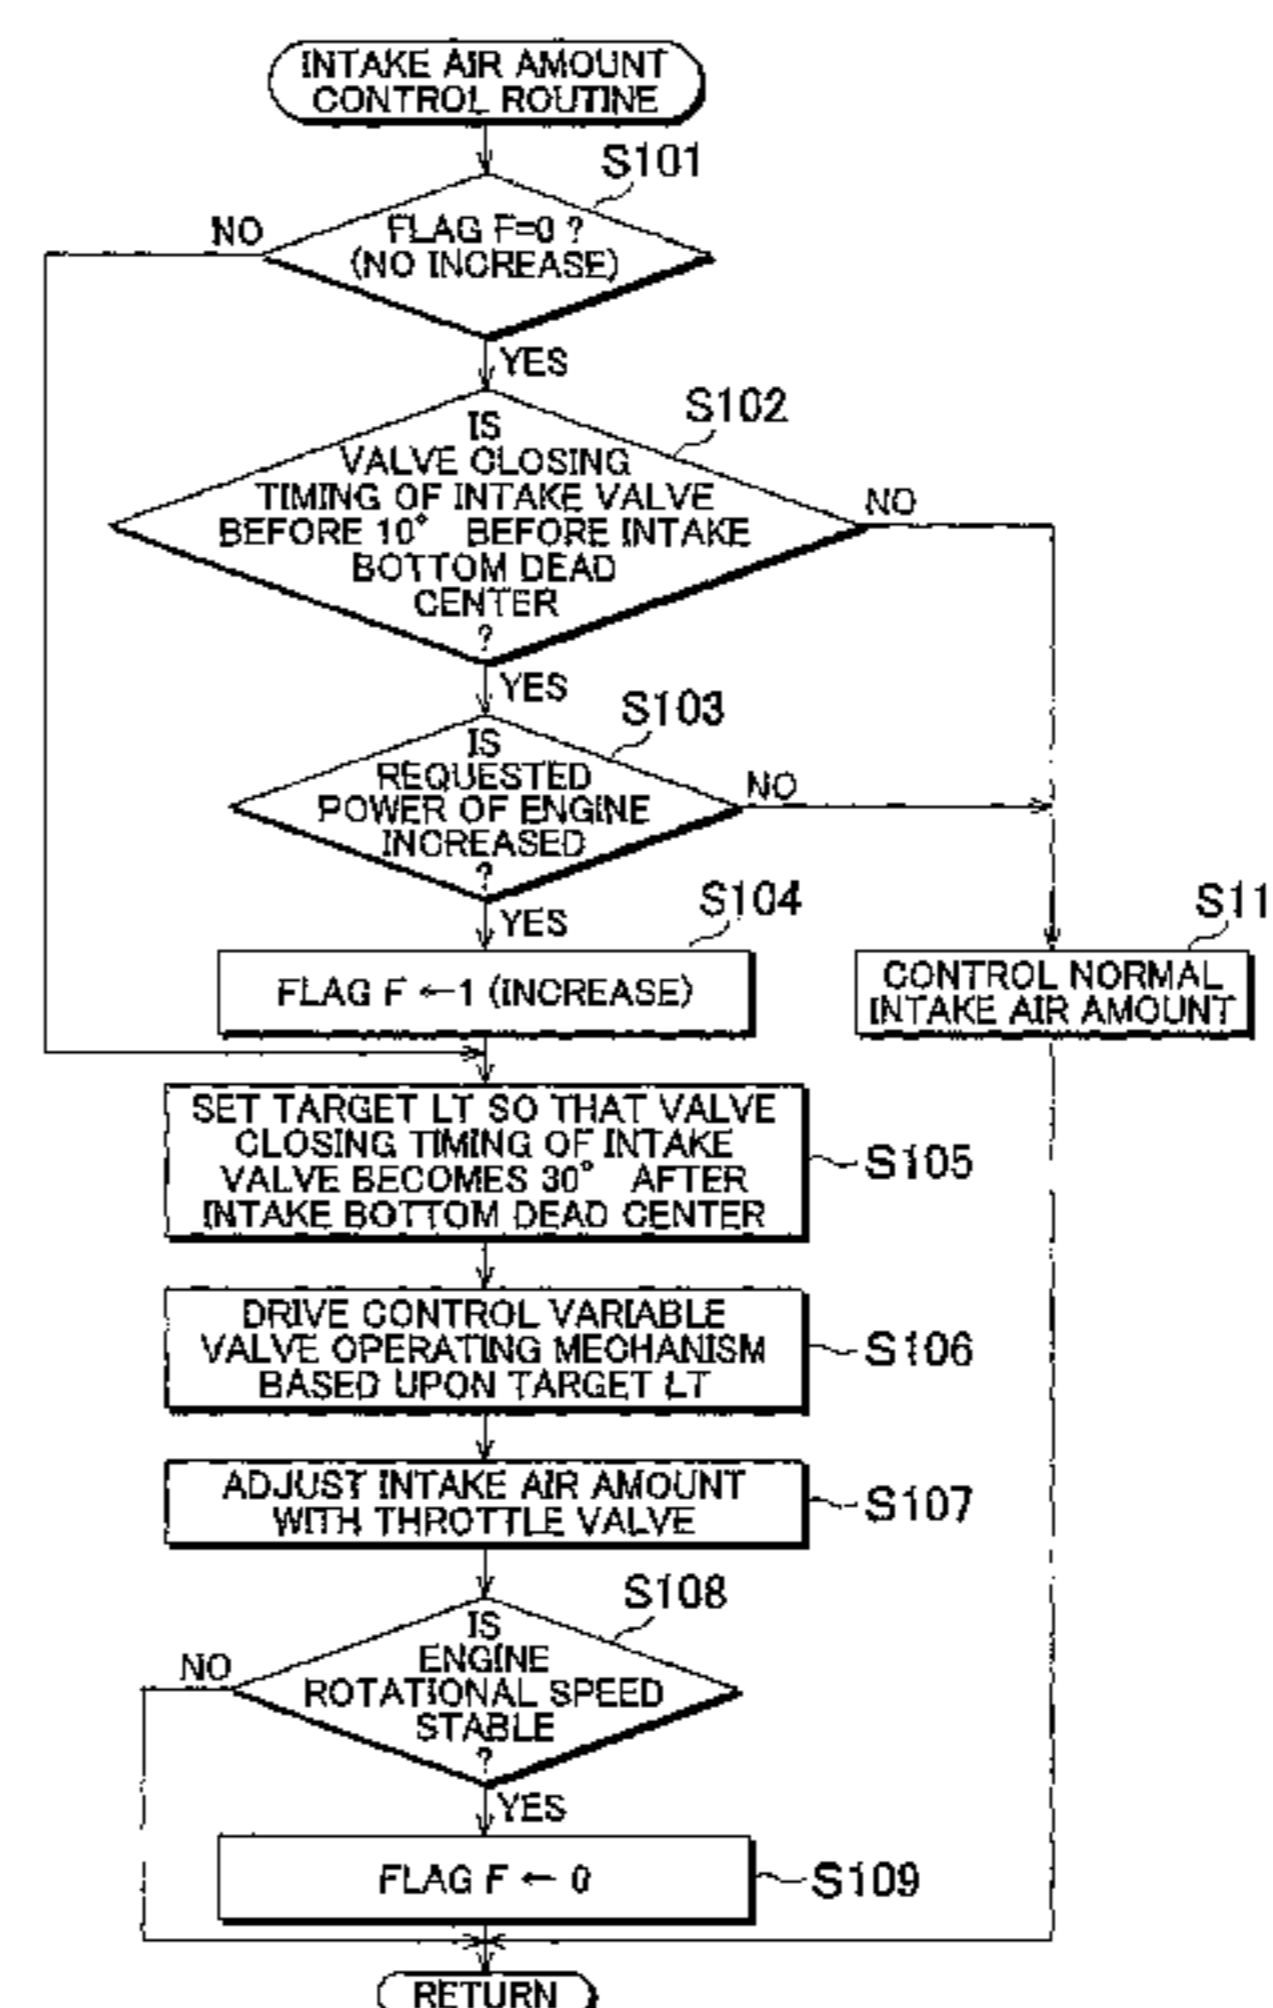 INTAKE AIR AMOUNT
CONTROL ROUTINE
S101
NO
FLAG F=0 ?
(NO INCREASE)
YES
S102
IS
VALVE CLOSING
TIMING OF INTAKE VALVE
BEFORE 10° BEFORE INTAKE
BOTTOM DEAD
CENTER
?
NO
YES
S103
IS
REQUESTED
POWER OF ENGINE
INCREASED
?
NO
YES
S104
FLAG F ←1 (INCREASE)
S11
CONTROL NORMAL
INTAKE AIR AMOUNT
SET TARGET LT SO THAT VALVE
CLOSING TIMING OF INTAKE
VALVE BECOMES 30° AFTER
INTAKE BOTTOM DEAD CENTER
S105
DRIVE CONTROL VARIABLE
VALVE OPERATING MECHANISM
BASED UPON TARGET LT
S106
ADJUST INTAKE AIR AMOUNT
WITH THROTTLE VALVE
S107
S108
IS
ENGINE
ROTATIONAL SPEED
STABLE
?
NO
YES
FLAG F ← 0
S109
RETURN